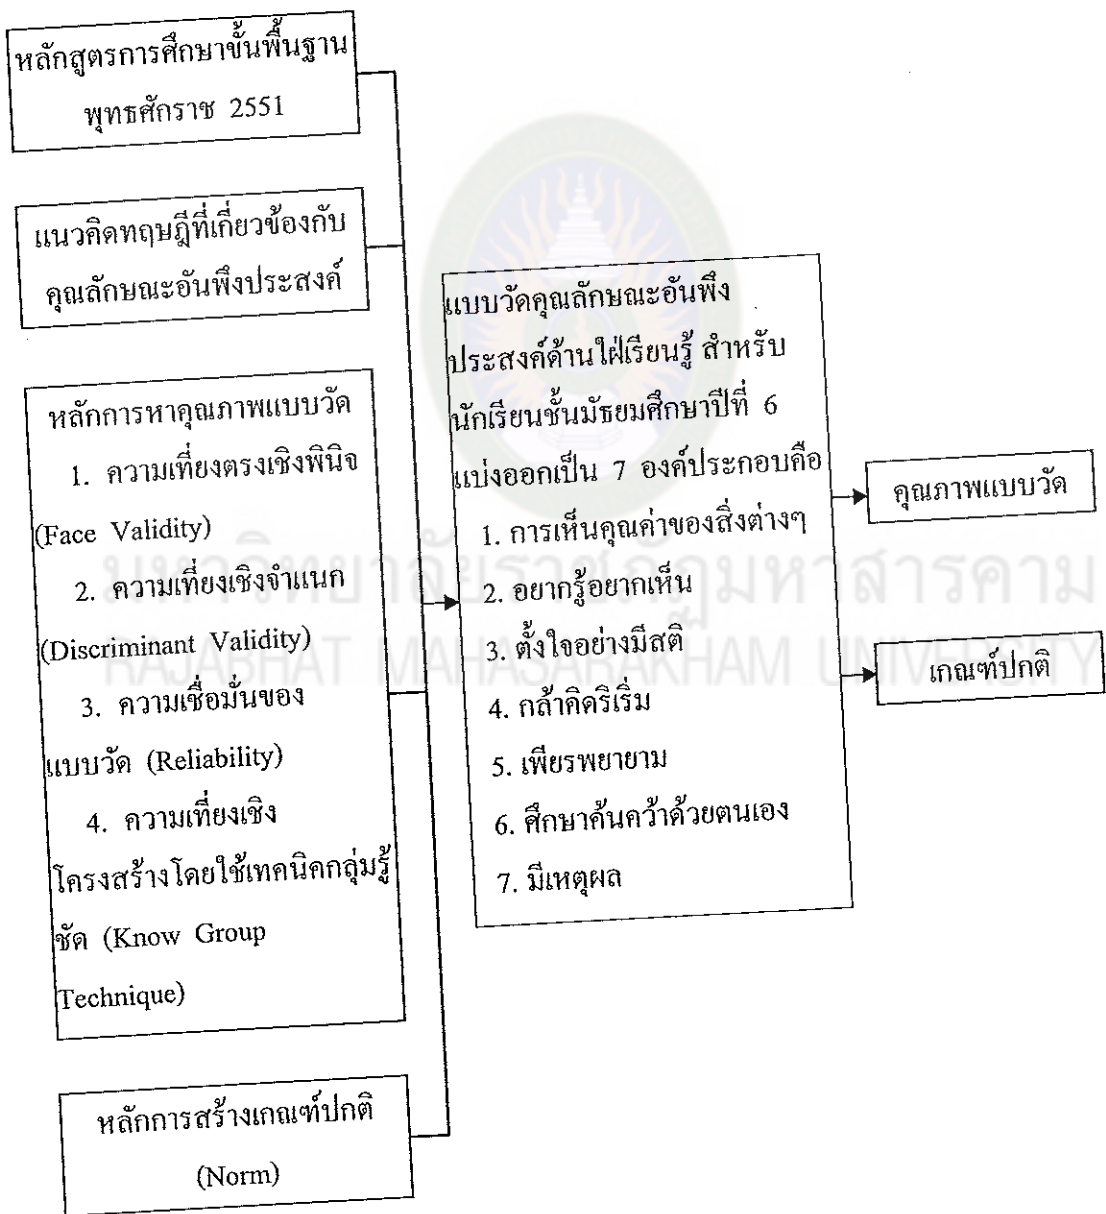 หลักสูตรการศึกษาขั้นพื้นฐาน
พุทธศักราช 2551
แนวคิดทฤษฎีที่เกี่ยวข้องกับ
คุณลักษณะอันพึงประสงค์
หลักการหาคุณภาพแบบวัด
1. ความเที่ยงตรงเชิงพินิจ
(Face Validity)
2. ความเที่ยงเชิงจำแนก
(Discriminant Validity)
3. ความเชื่อมั่นของ
แบบวัด (Reliability)
4. ความเที่ยงเชิง
โครงสร้างโดยใช้เทคนิคกลุ่มรู้
ชัด (Know Group
Technique)
หลักการสร้างเกณฑ์ปกติ
(Norm)
แบบวัดคุณลักษณะอันพึง
ประสงค์ด้านใฝ่เรียนรู้ สำหรับ
นักเรียนชั้นมัธยมศึกษาปีที่ 6
แบ่งออกเป็น 7 องค์ประกอบคือ
1. การเห็นคุณค่าของสิ่งต่างๆ
2. อยากรู้อยากเห็น
3. ตั้งใจอย่างมีสติ
4. กล้าคิดริเริ่ม
5. เพียรพยายาม
6. ศึกษาค้นคว้าด้วยตนเอง
7. มีเหตุผล
คุณภาพแบบวัด
เกณฑ์ปกติ
มหาวิทยาลัยราชภัฏมหาสารคาม
RAJABHAT MAHASARAKHAM UNIVERSITY